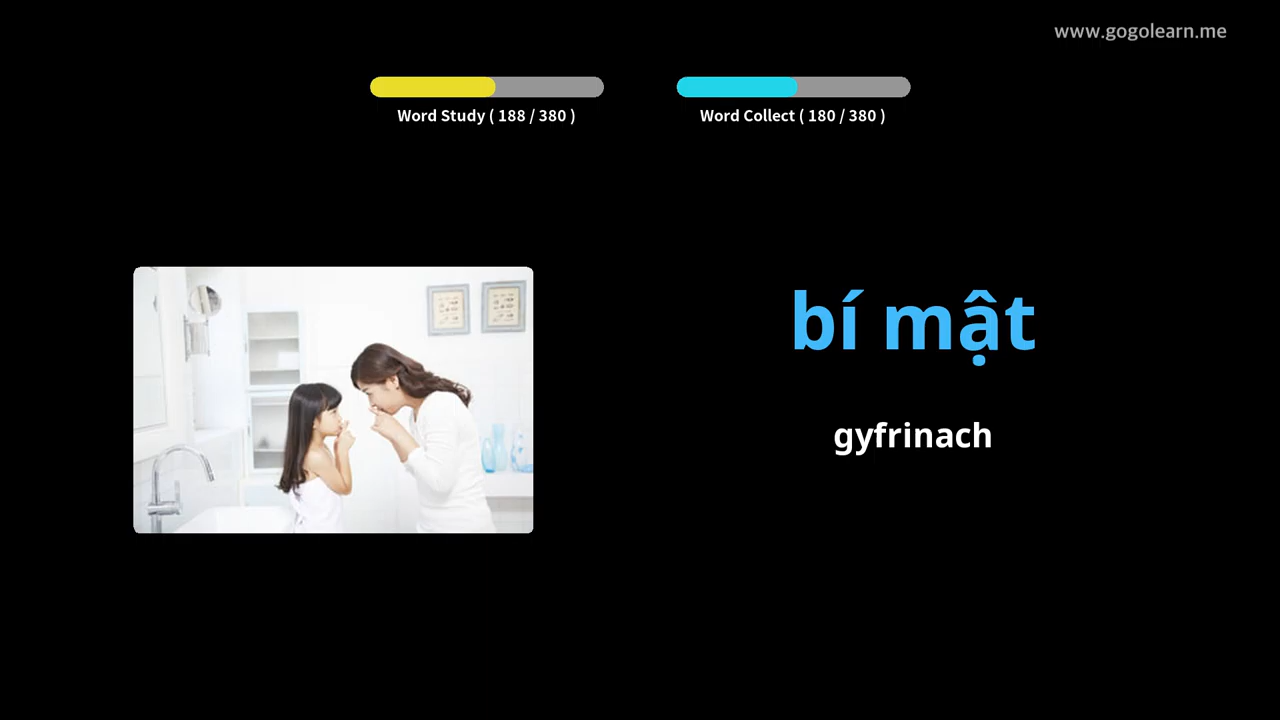 www.gogolearn.me
Word Study ( 188 / 380 )
Word Collect ( 180 / 380 )
bí mật
gyfrinach